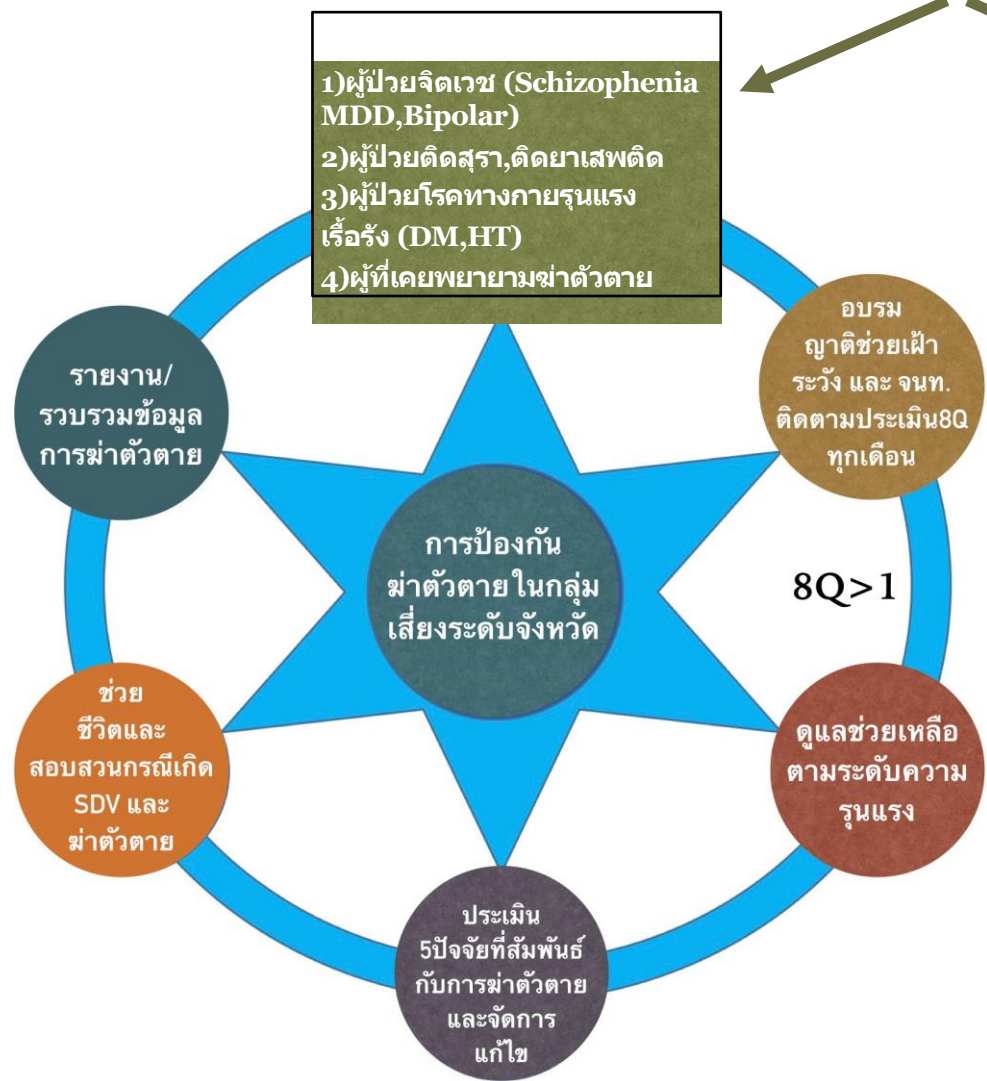 1)ผู้ป่วยจิตเวช (Schizophenia
MDD,Bipolar)
2)ผู้ป่วยติดสุรา,ติดยาเสพติด
3)ผู้ป่วยโรคทางกายรุนแรง
เรื้อรัง (DM,HT)
4)ผู้ที่เคยพยายามฆ่าตัวตาย
อบรม
ญาติช่วยเฝ้า
ระวัง และ จนท.
ติดตามประเมิน8Q
ทุกเดือน
8Q>1
ดูแลช่วยเหลือ
ตามระดับความ
รุนแรง
ประเมิน
5ปัจจัยที่สัมพันธ์
กับการฆ่าตัวตาย
และจัดการ
แก้ไข
ช่วย
ชีวิตและ
สอบสวนกรณีเกิด
SDV และ
ฆ่าตัวตาย
รายงาน/
รวบรวมข้อมูล
การฆ่าตัวตาย
การป้องกัน
ฆ่าตัวตายในกลุ่ม
เสี่ยงระดับจังหวัด